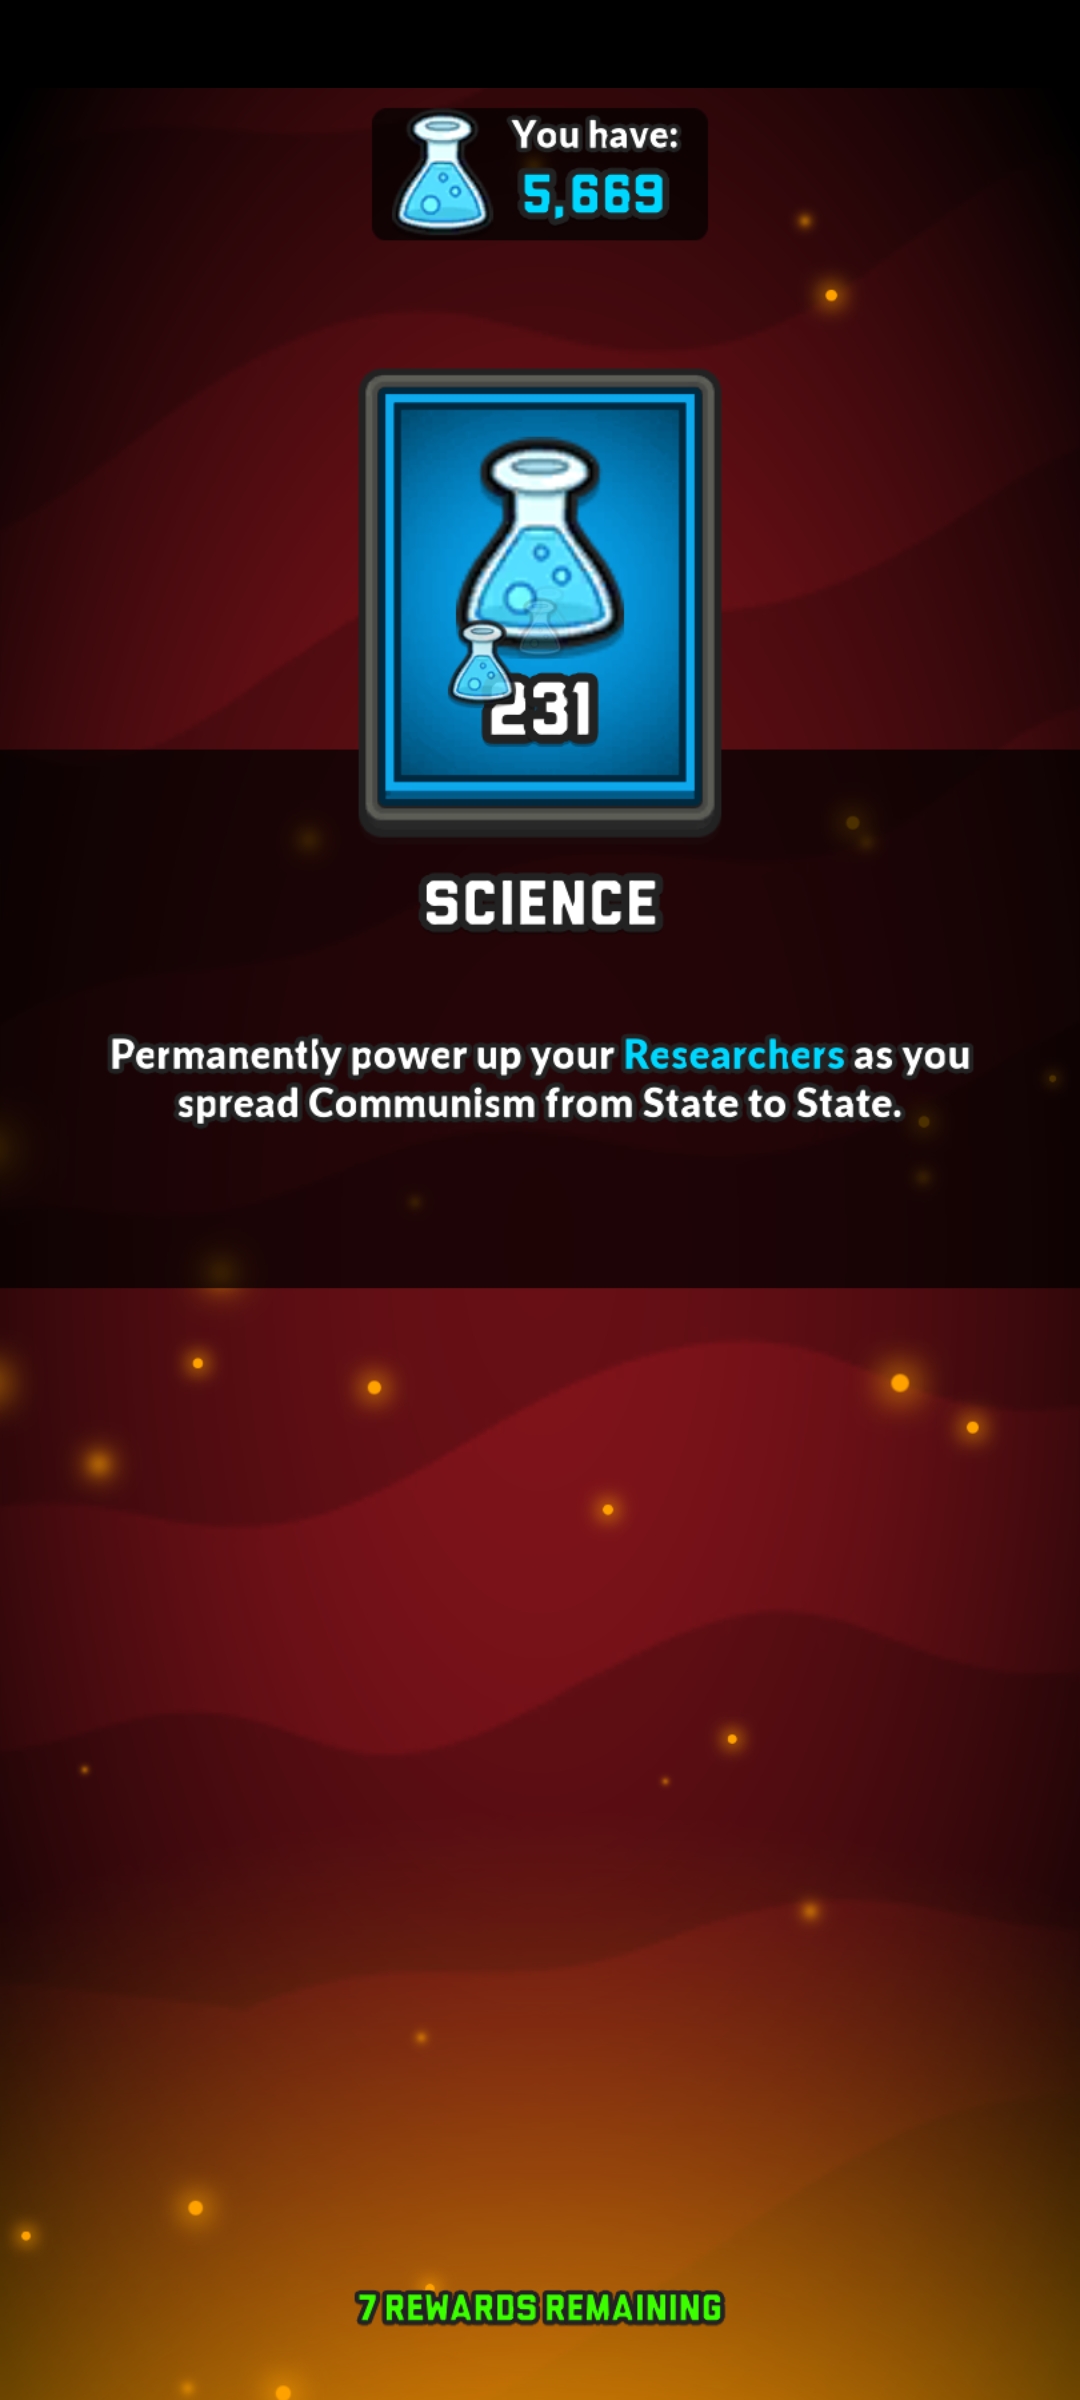 You have:
5,669
231
SCIENCE
Permanently power up your Researchers as you
spread Communism from State to State.
7 REWARDS REMAINING